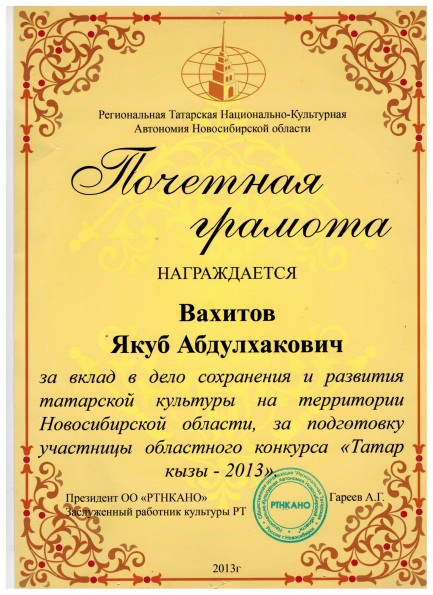 Региональная Татарская Национально-Культурная
Автономия Новосибирской области
Почетная
грамота
НАГРАЖДАЕТСЯ
Вахитов
Якуб Абдулхакович
за вклад в дело сохранения и развития
татарской культуры на территории
Новосибирской области, за подготовку
участницы областного конкурса «Татар
кызы - 2013».
Президент ОО «РТНКАНО» Гареев А.Г.
Заслуженный работник культуры РТ
РТНКАНО
2013г